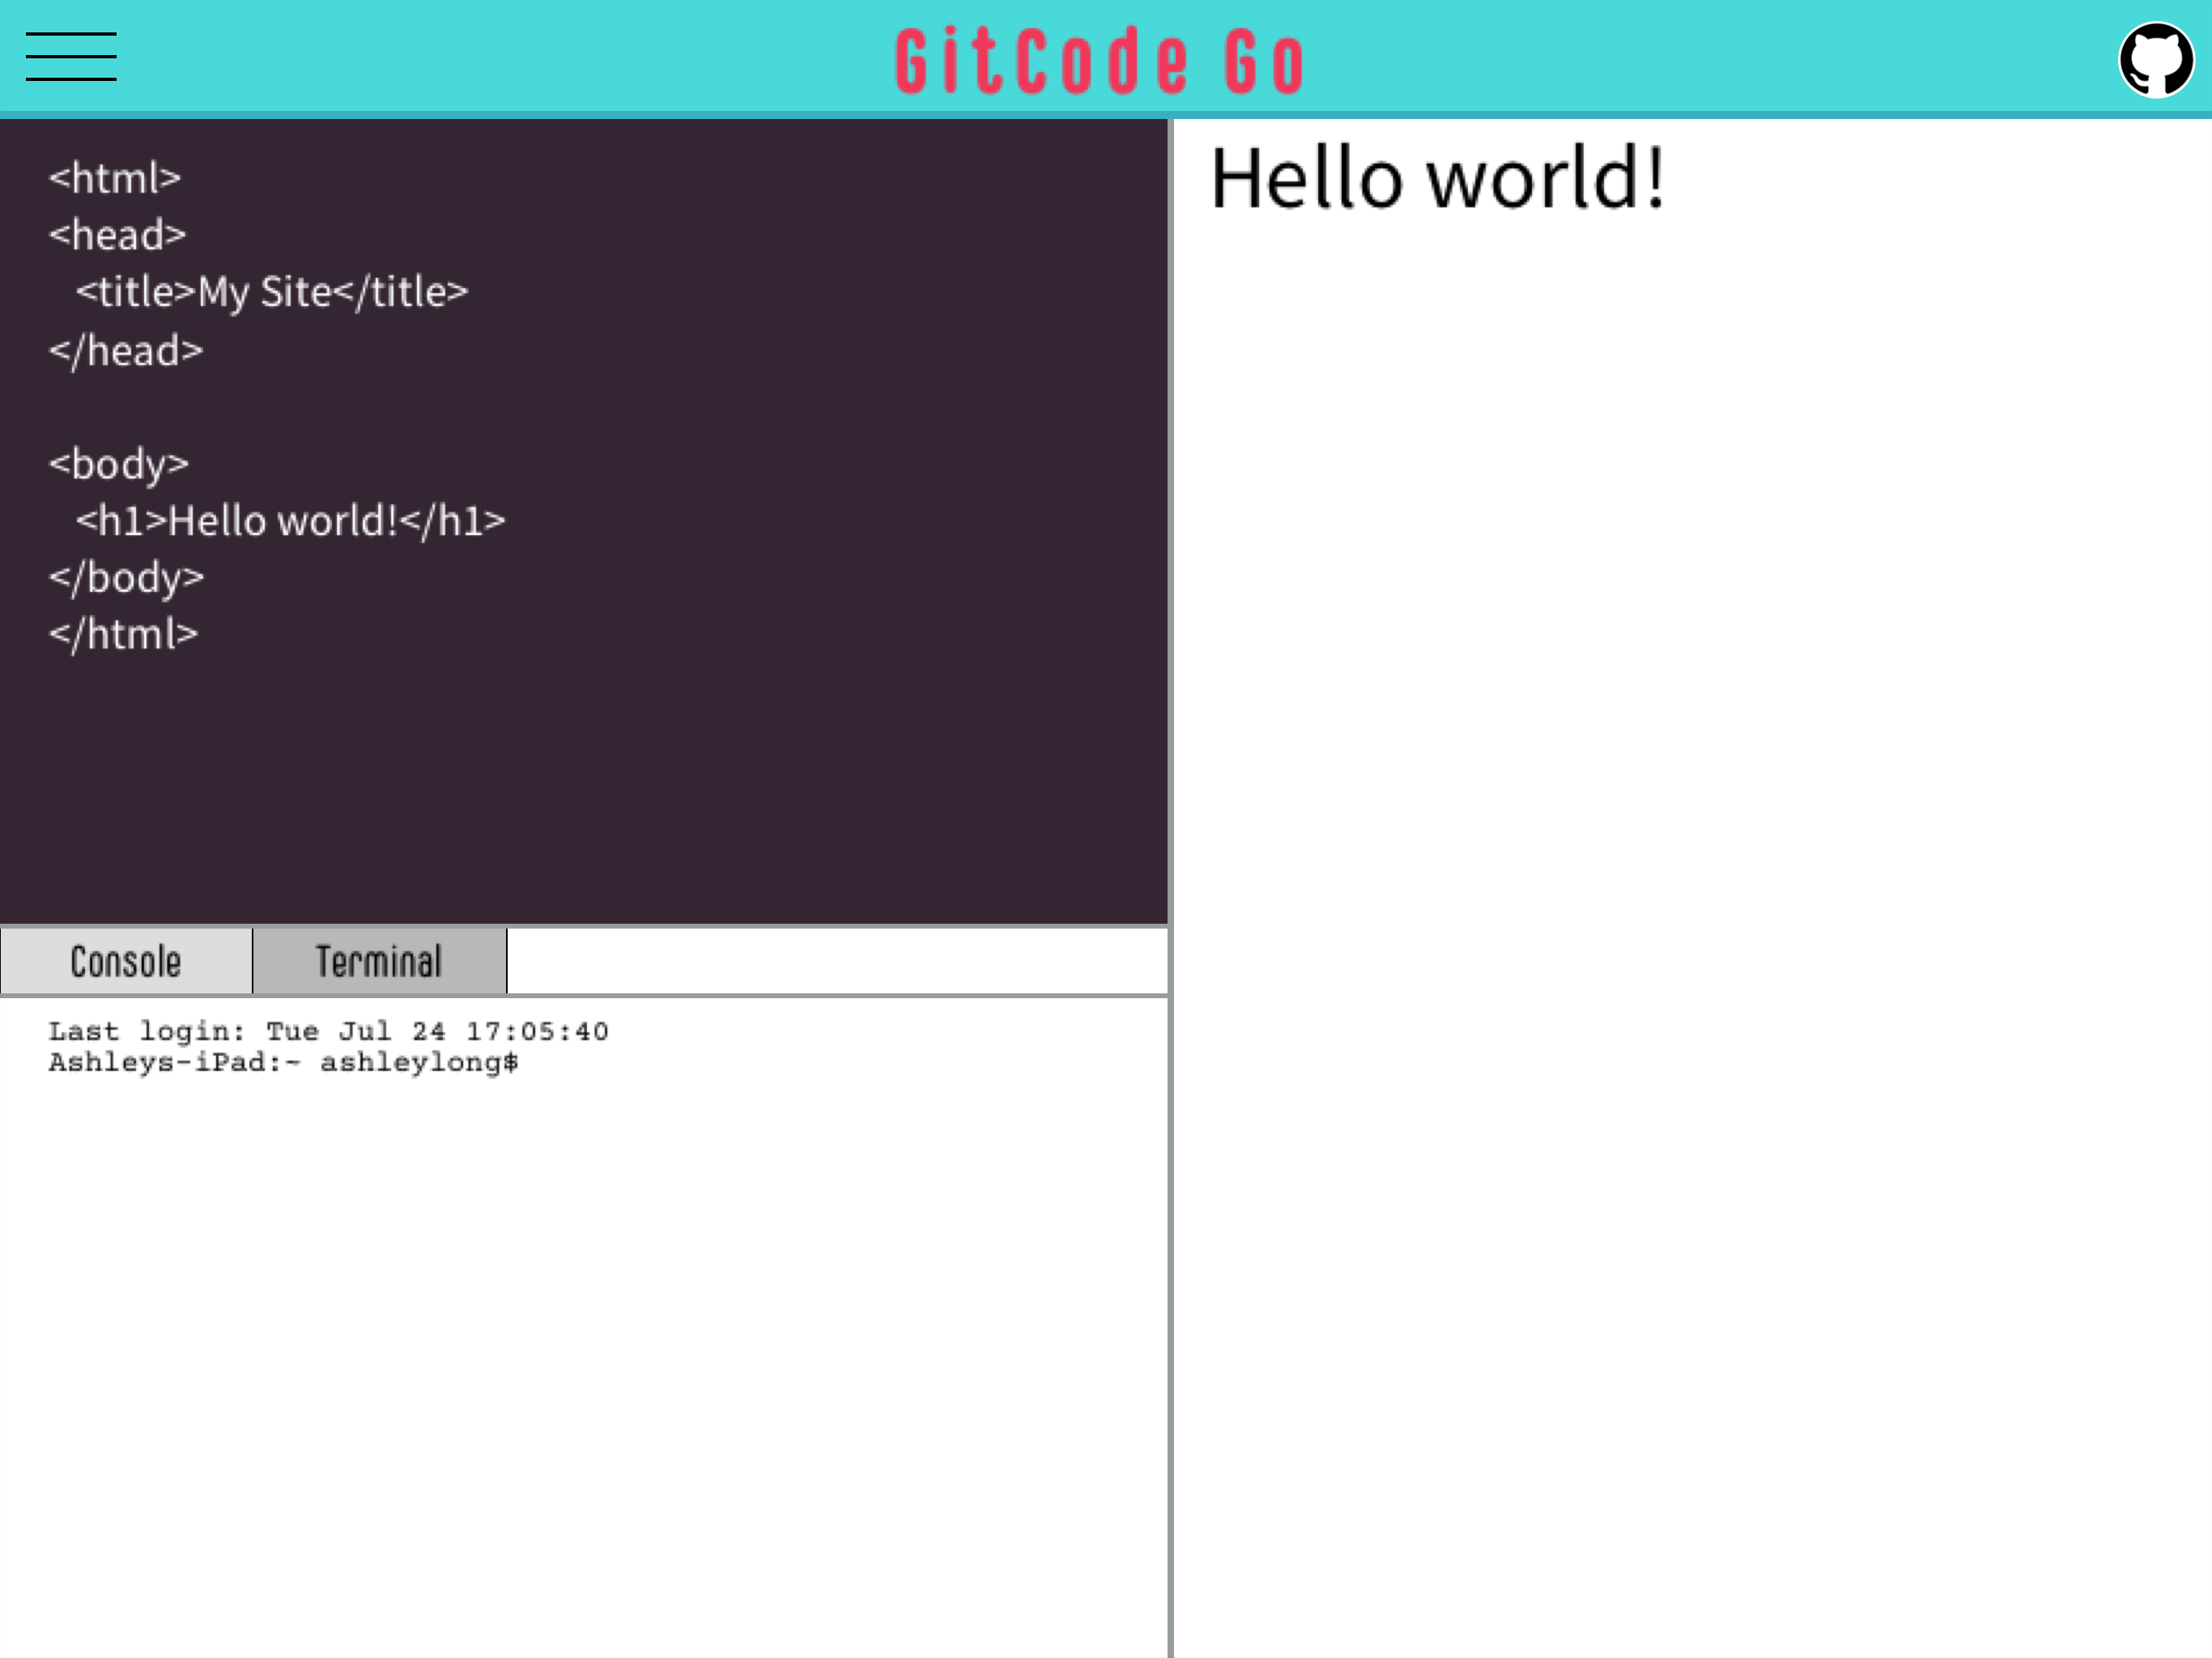 GitCode Go
<html>
<head>
<title>My Site</title>
</head>
<body>
<h1>Hello world!</h1>
</body>
</html>
Hello world!
Console
Terminal
Last login: Tue Jul 24 17:05:40
Ashleys-iPad:~ ashleylong$